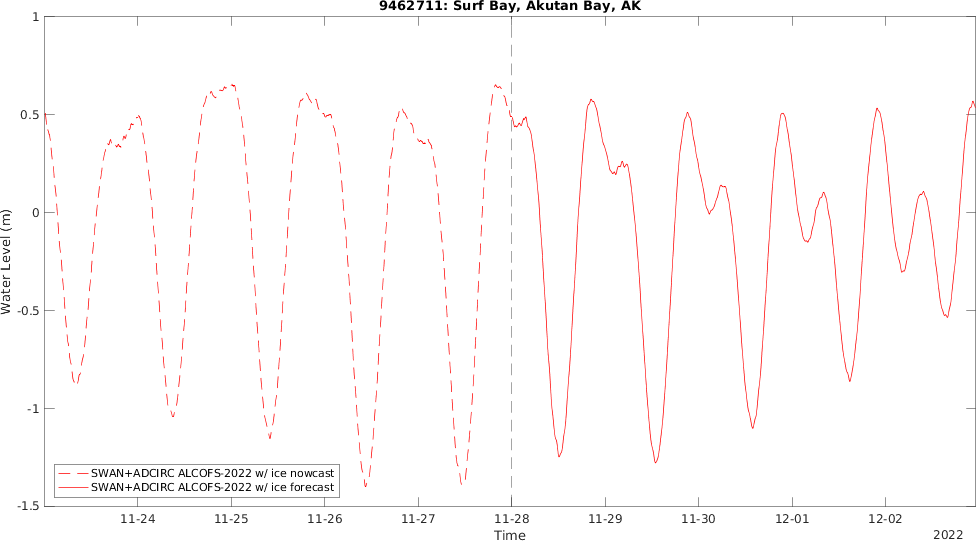 9462711: Surf Bay, Akutan Bay, AK
Water Level (m)
1
0.5
0
-0.5
-1
-1.5
SWAN+ADCIRC ALCOFS-2022 w/ ice nowcast
SWAN+ADCIRC ALCOFS-2022 w/ ice forecast
11-24 11-25 11-26 11-27 11-28 11-29 11-30 12-01 12-02
Time
2022